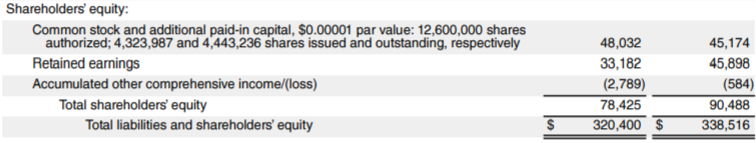 Shareholders' equity:
Common stock and additional paid-in capital, $0.00001 par value: 12,600,000 shares
authorized; 4,323,987 and 4,443,236 shares issued and outstanding, respectively 48,032 45,174
Retained earnings 33,182 45,898
Accumulated other comprehensive income/(loss) (2,789) (584)
Total shareholders' equity 78,425 90,488
Total liabilities and shareholders' equity $ 320,400 $ 338,516